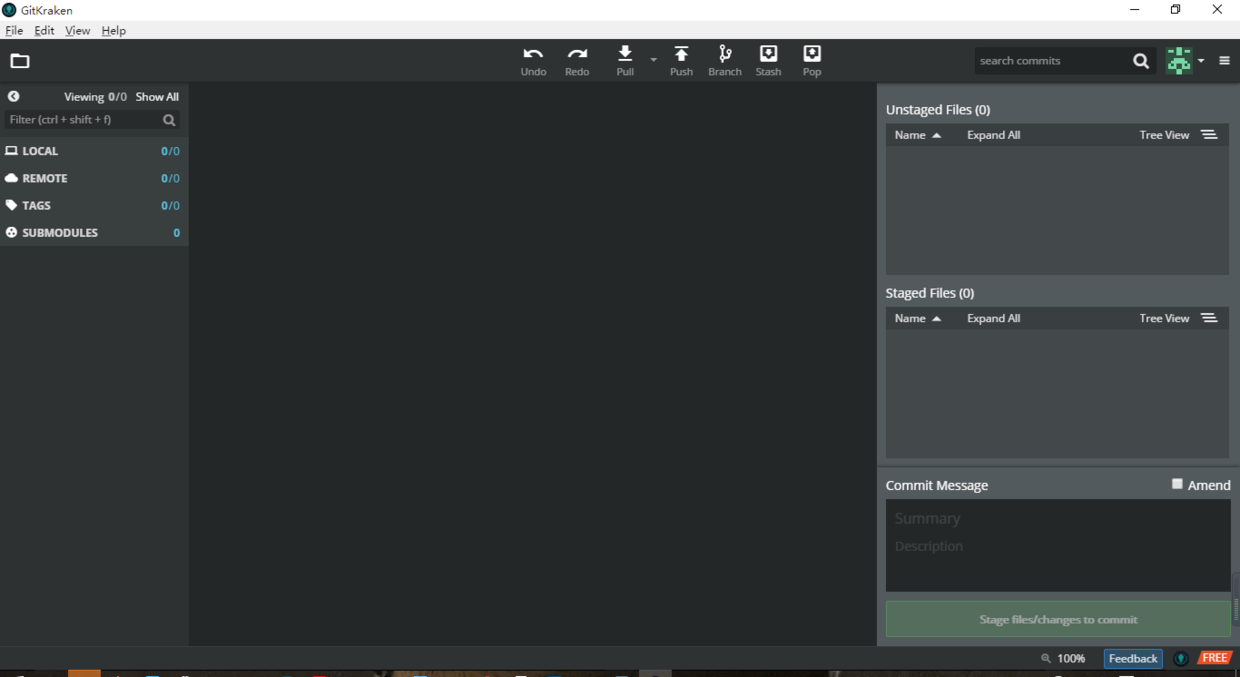 GitKraken
File Edit View Help
Undo Redo Pull Push Branch Stash Pop
search commits
Viewing 0/0 Show All
Filter (ctrl + shift + f)
LOCAL 0/0
REMOTE 0/0
TAGS 0/0
SUBMODULES 0
Unstaged Files (0)
Name Expand All Tree View
Staged Files (0)
Name Expand All Tree View
Commit Message Amend
Summary
Description
Stage files/changes to commit
100% Feedback FREE